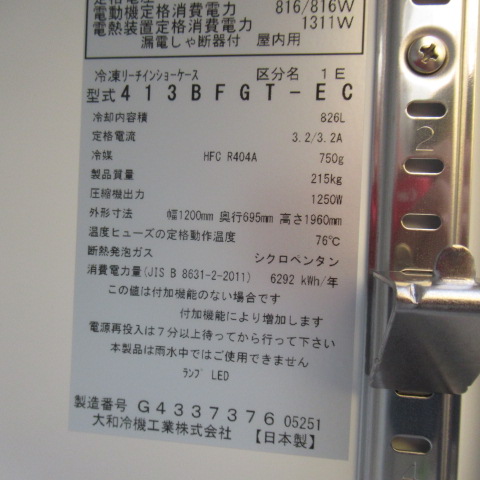 電動機定格消費電力 816/816W
電熱装置定格消費電力 1311W
漏電しゃ断器付 屋内用
冷凍リーチインショーケース 区分名 1E
型式 413BFGT-EC
冷却内容積 826L
定格電流 3.2/3.2A
冷媒 HFC R404A 750g
製品質量 215kg
圧縮機出力 1250W
外形寸法 幅1200mm 奥行695mm 高さ1960mm
温度ヒューズの定格動作温度 76℃
断熱発泡ガス シクロペンタン
消費電力量(JIS B 8631-2-2011) 6292 kWh/年
この値は付加機能のない場合です
付加機能により増加します
電源再投入は7分以上待ってから行って下さい
本製品は雨水中ではご使用できません
ランプ LED
製造番号 G4337376 05251
大和冷機工業株式会社 【日本製】
2
1